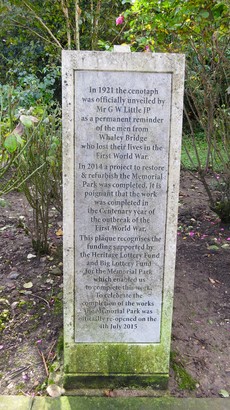 In 1921 the cenotaph
was officially unveiled by
Mr G W Little JP
as a permanent reminder
of the men from
Whaley Bridge
who lost their lives in the
First World War.
In 2014 a project to restore
& refurbish the Memorial
Park was completed. It is
poignant that the work
was completed in
the Centenary year of
the outbreak of the
First World War.
This plaque recognises the
funding supported by
the Heritage Lottery Fund
and Big Lottery Fund
for the Memorial Park
which enabled us
to complete this work.
To celebrate the
completion of the works
the Memorial Park was
officially re-opened on the
4th July 2015